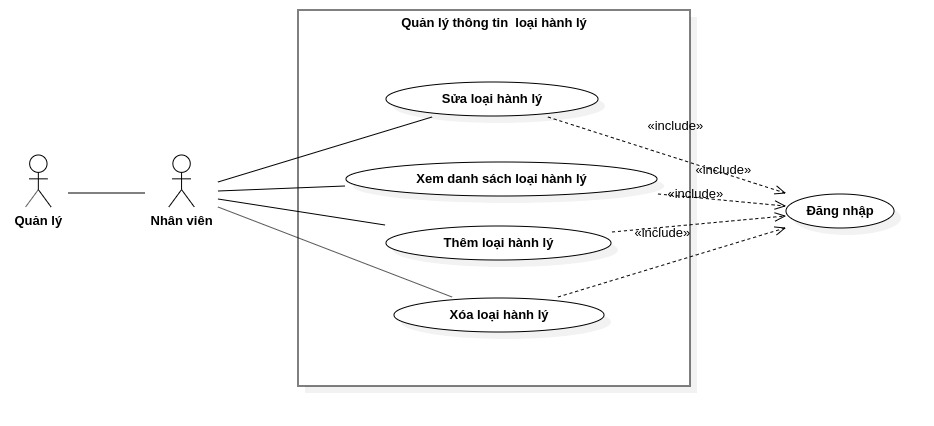 Quản lý thông tin  loại hành lý
Sửa loại hành lý
«include»
«include»
Xem danh sách loại hành lý
«include»
Đăng nhập
Quản lý
Nhân viên
«include»
Thêm loại hành lý
Xóa loại hành lý